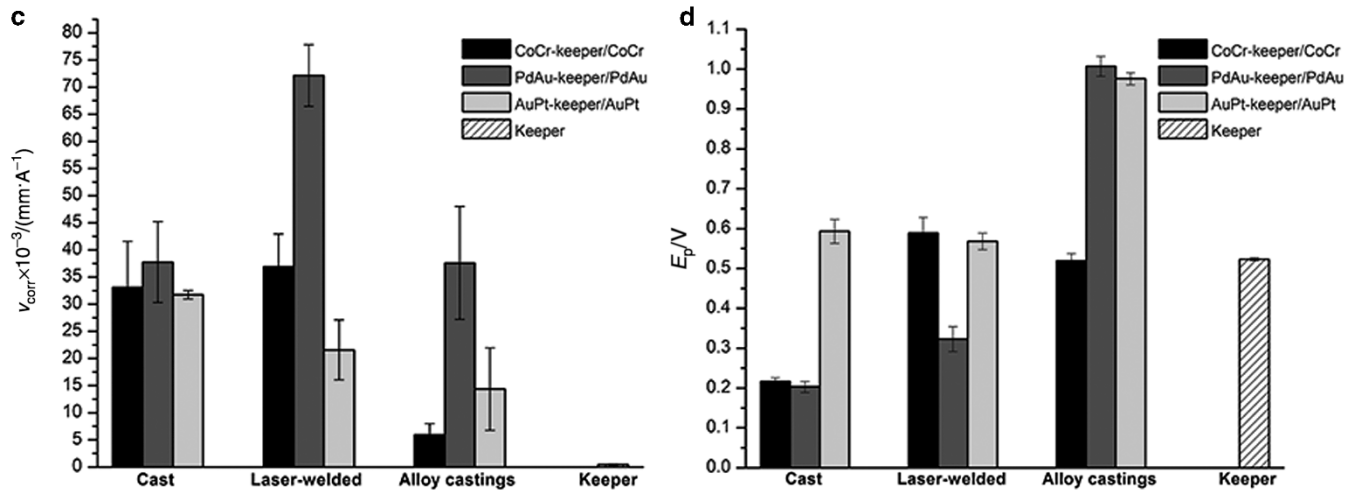 c
80
75
70
65
60
55
50
45
40
35
30
25
20
15
10
5
0
v_corr×10⁻³/(mm·A⁻¹)
CoCr-keeper/CoCr
PdAu-keeper/PdAu
AuPt-keeper/AuPt
Keeper
Cast Laser-welded Alloy castings Keeper
d
1.1
1.0
0.9
0.8
0.7
0.6
0.5
0.4
0.3
0.2
0.1
0.0
E_p/V
CoCr-keeper/CoCr
PdAu-keeper/PdAu
AuPt-keeper/AuPt
Keeper
Cast Laser-welded Alloy castings Keeper